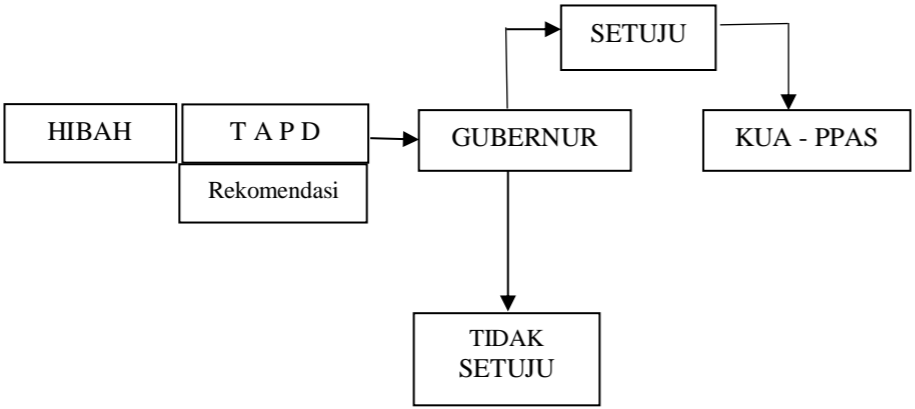 SETUJU
HIBAH
T A P D
GUBERNUR
KUA - PPAS
Rekomendasi
TIDAK
SETUJU